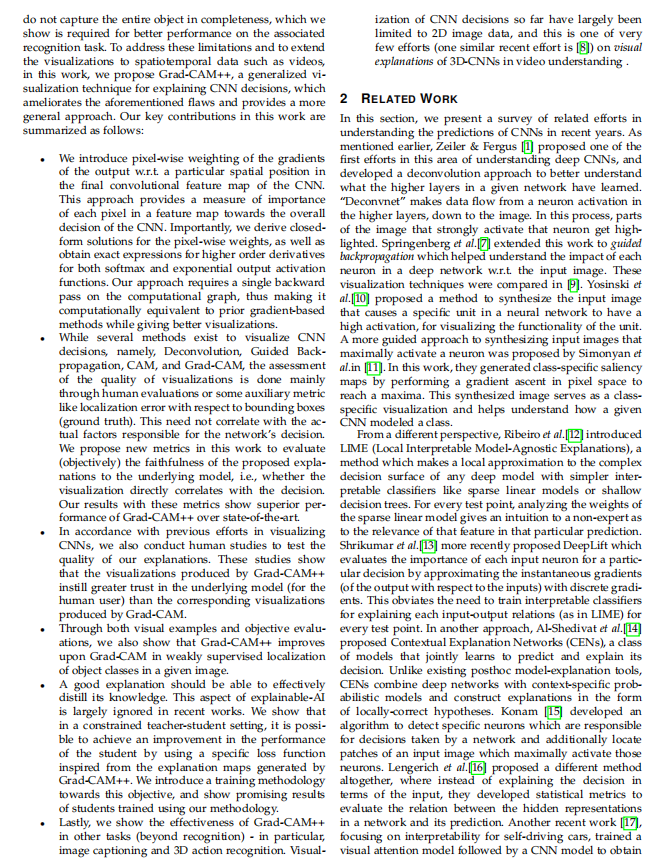 do not capture the entire object in completeness, which we
show is required for better performance on the associated
recognition task. To address these limitations and to extend
the visualizations to spatiotemporal data such as videos,
in this work, we propose Grad-CAM++, a generalized vi-
sualization technique for explaining CNN decisions, which
ameliorates the aforementioned flaws and provides a more
general approach. Our key contributions in this work are
summarized as follows:
• We introduce pixel-wise weighting of the gradients
of the output w.r.t. a particular spatial position in
the final convolutional feature map of the CNN.
This approach provides a measure of importance
of each pixel in a feature map towards the overall
decision of the CNN. Importantly, we derive closed-
form solutions for the pixel-wise weights, as well as
obtain exact expressions for higher order derivatives
for both softmax and exponential output activation
functions. Our approach requires a single backward
pass on the computational graph, thus making it
computationally equivalent to prior gradient-based
methods while giving better visualizations.
• While several methods exist to visualize CNN
decisions, namely, Deconvolution, Guided Back-
propagation, CAM, and Grad-CAM, the assessment
of the quality of visualizations is done mainly
through human evaluations or some auxiliary metric
like localization error with respect to bounding boxes
(ground truth). This need not correlate with the ac-
tual factors responsible for the network's decision.
We propose new metrics in this work to evaluate
(objectively) the faithfulness of the proposed expla-
nations to the underlying model, i.e., whether the
visualization directly correlates with the decision.
Our results with these metrics show superior per-
formance of Grad-CAM++ over state-of-the-art.
• In accordance with previous efforts in visualizing
CNNs, we also conduct human studies to test the
quality of our explanations. These studies show
that the visualizations produced by Grad-CAM++
instill greater trust in the underlying model (for the
human user) than the corresponding visualizations
produced by Grad-CAM.
• Through both visual examples and objective evalu-
ations, we also show that Grad-CAM++ improves
upon Grad-CAM in weakly supervised localization
of object classes in a given image.
• A good explanation should be able to effectively
distill its knowledge. This aspect of explainable-AI
is largely ignored in recent works. We show that
in a constrained teacher-student setting, it is possi-
ble to achieve an improvement in the performance
of the student by using a specific loss function
inspired from the explanation maps generated by
Grad-CAM++. We introduce a training methodology
towards this objective, and show promising results
of students trained using our methodology.
• Lastly, we show the effectiveness of Grad-CAM++
in other tasks (beyond recognition) - in particular,
image captioning and 3D action recognition. Visual-
ization of CNN decisions so far have largely been
limited to 2D image data, and this is one of very
few efforts (one similar recent effort is [8]) on visual
explanations of 3D-CNNs in video understanding .
2 RELATED WORK
In this section, we present a survey of related efforts in
understanding the predictions of CNNs in recent years. As
mentioned earlier, Zeiler & Fergus [1] proposed one of the
first efforts in this area of understanding deep CNNs, and
developed a deconvolution approach to better understand
what the higher layers in a given network have learned.
“Deconvnet” makes data flow from a neuron activation in
the higher layers, down to the image. In this process, parts
of the image that strongly activate that neuron get high-
lighted. Springenberg et al.[7] extended this work to guided
backpropagation which helped understand the impact of each
neuron in a deep network w.r.t. the input image. These
visualization techniques were compared in [9]. Yosinski et
al.[10] proposed a method to synthesize the input image
that causes a specific unit in a neural network to have a
high activation, for visualizing the functionality of the unit.
A more guided approach to synthesizing input images that
maximally activate a neuron was proposed by Simonyan et
al.in [11]. In this work, they generated class-specific saliency
maps by performing a gradient ascent in pixel space to
reach a maxima. This synthesized image serves as a class-
specific visualization and helps understand how a given
CNN modeled a class.
From a different perspective, Ribeiro et al.[12] introduced
LIME (Local Interpretable Model-Agnostic Explanations), a
method which makes a local approximation to the complex
decision surface of any deep model with simpler inter-
pretable classifiers like sparse linear models or shallow
decision trees. For every test point, analyzing the weights of
the sparse linear model gives an intuition to a non-expert as
to the relevance of that feature in that particular prediction.
Shrikumar et al.[13] more recently proposed DeepLift which
evaluates the importance of each input neuron for a partic-
ular decision by approximating the instantaneous gradients
(of the output with respect to the inputs) with discrete gradi-
ents. This obviates the need to train interpretable classifiers
for explaining each input-output relations (as in LIME) for
every test point. In another approach, Al-Shedivat et al.[14]
proposed Contextual Explanation Networks (CENs), a class
of models that jointly learns to predict and explain its
decision. Unlike existing posthoc model-explanation tools,
CENs combine deep networks with context-specific prob-
abilistic models and construct explanations in the form
of locally-correct hypotheses. Konam [15] developed an
algorithm to detect specific neurons which are responsible
for decisions taken by a network and additionally locate
patches of an input image which maximally activate those
neurons. Lengerich et al.[16] proposed a different method
altogether, where instead of explaining the decision in
terms of the input, they developed statistical metrics to
evaluate the relation between the hidden representations
in a network and its prediction. Another recent work [17],
focusing on interpretability for self-driving cars, trained a
visual attention model followed by a CNN model to obtain